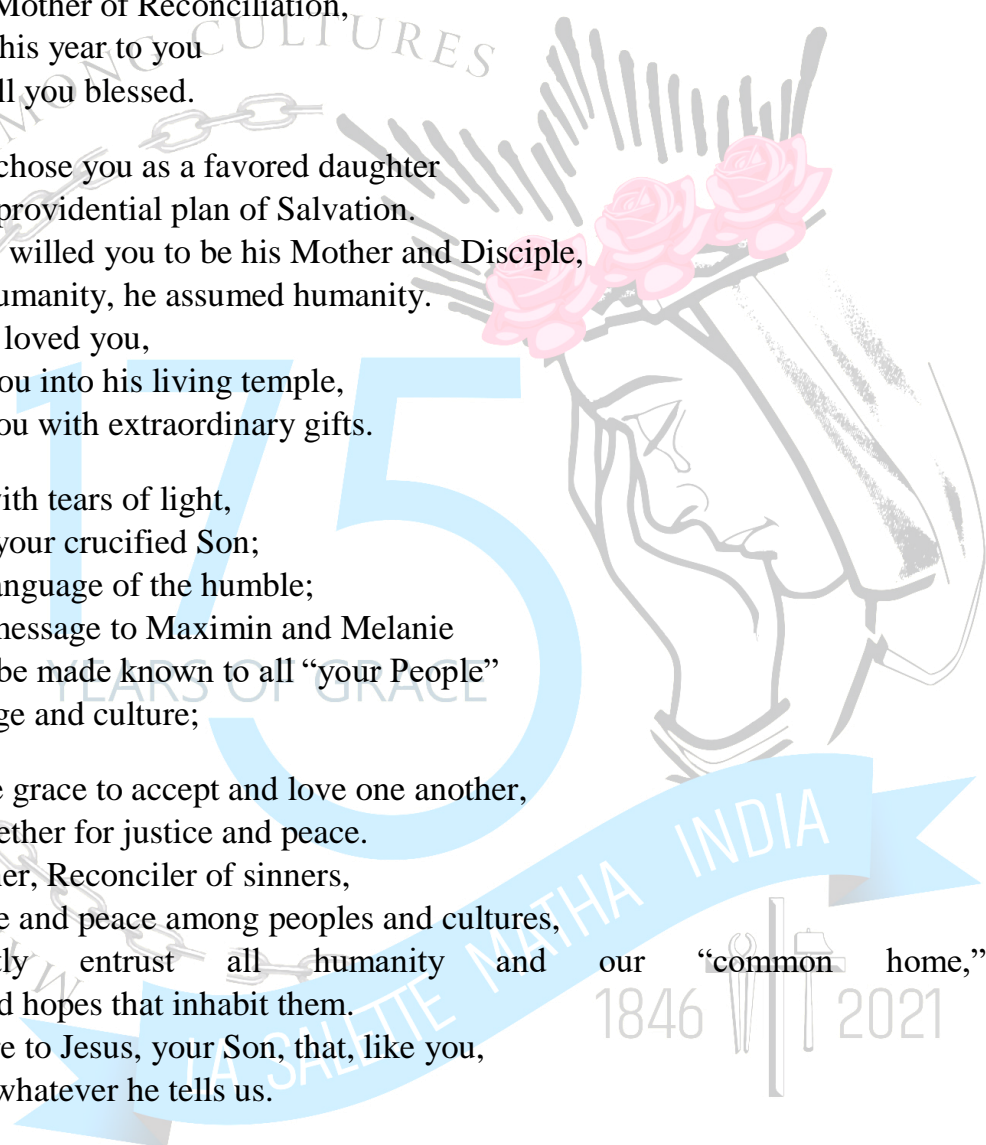 Mother of Reconciliation,
his year to you
ll you blessed.
chose you as a favored daughter
providential plan of Salvation.
willed you to be his Mother and Disciple,
umanity, he assumed humanity.
loved you,
ou into his living temple,
ou with extraordinary gifts.
ith tears of light,
your crucified Son;
anguage of the humble;
message to Maximin and Melanie
be made known to all “your People”
ge and culture;
e grace to accept and love one another,
ether for justice and peace.
er, Reconciler of sinners,
e and peace among peoples and cultures,
tly entrust all humanity and our “common home,”
d hopes that inhabit them.
re to Jesus, your Son, that, like you,
whatever he tells us.
MONG CULTURES
175
YEARS OF GRACE
LA SALETTE MATHA INDIA
1846 2021